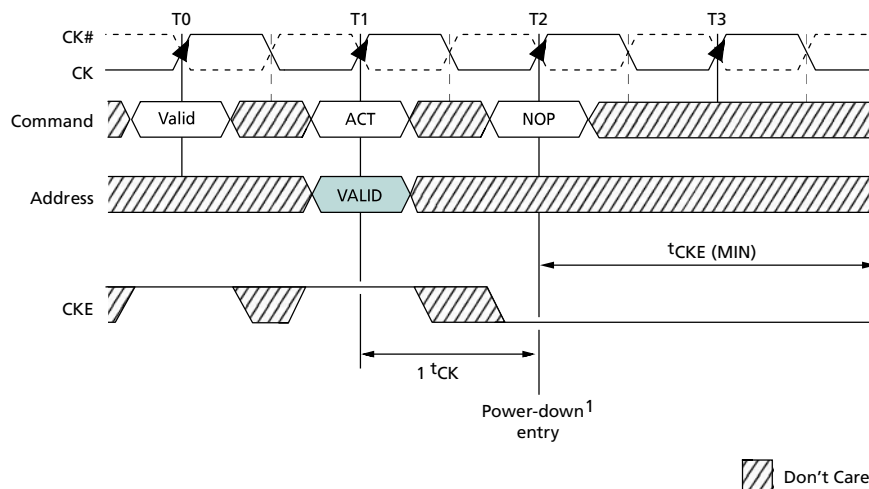 T0 T1 T2 T3
CK#
CK
Command Valid ACT NOP
Address VALID
tCKE (MIN)
CKE
1 tCK
Power-down1
entry
Don't Care